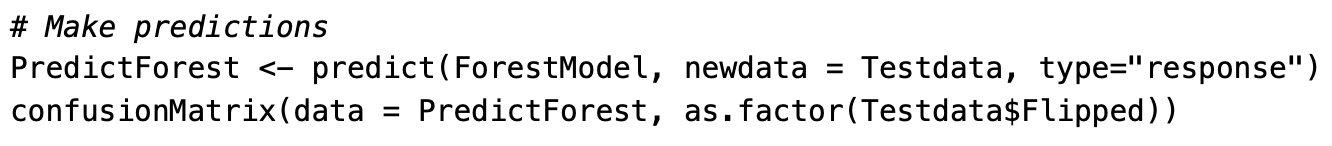 # Make predictions
PredictForest <- predict(ForestModel, newdata = Testdata, type="response")
confusionMatrix(data = PredictForest, as.factor(Testdata$Flipped))